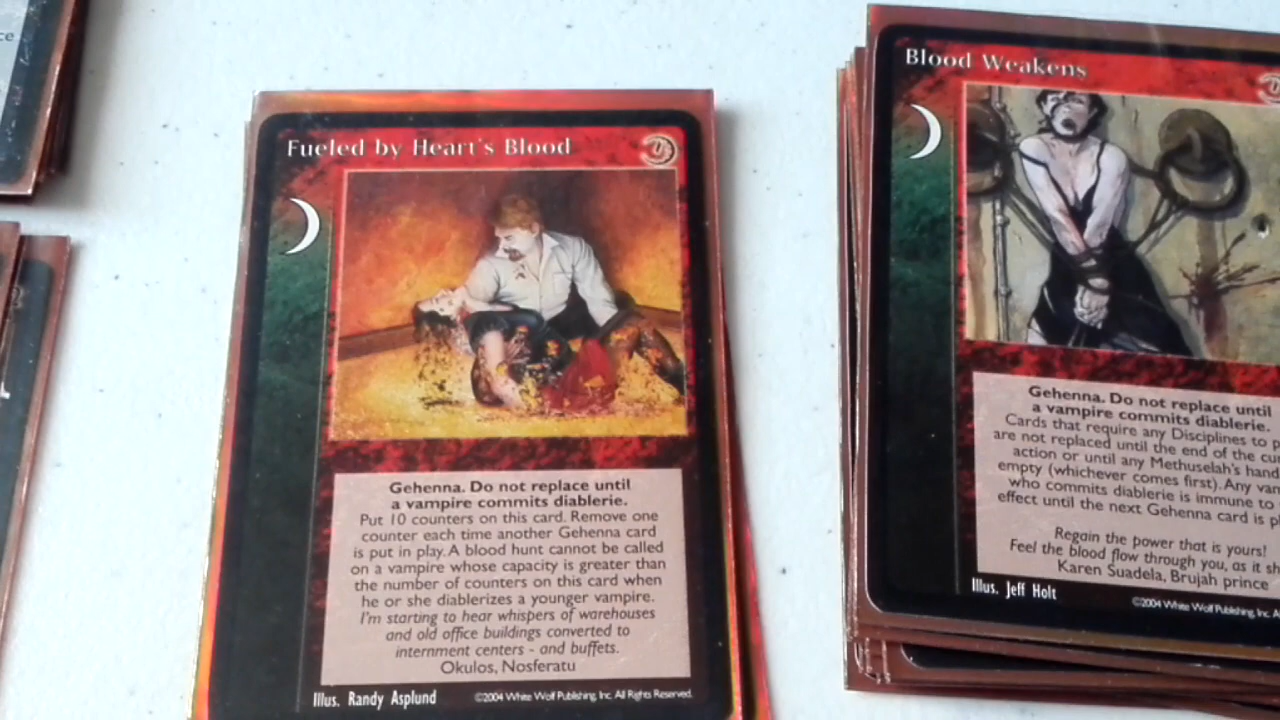 ce
Fueled by Heart's Blood
Gehenna. Do not replace until
a vampire commits diablerie.
Put 10 counters on this card. Remove one
counter each time another Gehenna card
is put in play. A blood hunt cannot be called
on a vampire whose capacity is greater than
the number of counters on this card when
he or she diablerizes a younger vampire.
I'm starting to hear whispers of warehouses
and old office buildings converted to
internment centers - and buffets.
Okulos, Nosferatu
Illus. Randy Asplund
©2004 White Wolf Publishing, Inc. All Rights Reserved.
Blood Weakens
Gehenna. Do not replace until
a vampire commits diablerie.
Cards that require any Disciplines to p
are not replaced until the end of the cur
action or until any Methuselah's hand
empty (whichever comes first). Any vam
who commits diablerie is immune to
effect until the next Gehenna card is p
Regain the power that is yours!
Feel the blood flow through you, as it sh
Karen Suadela, Brujah prince
Illus. Jeff Holt
©2004 White Wolf Publishing, Inc. A